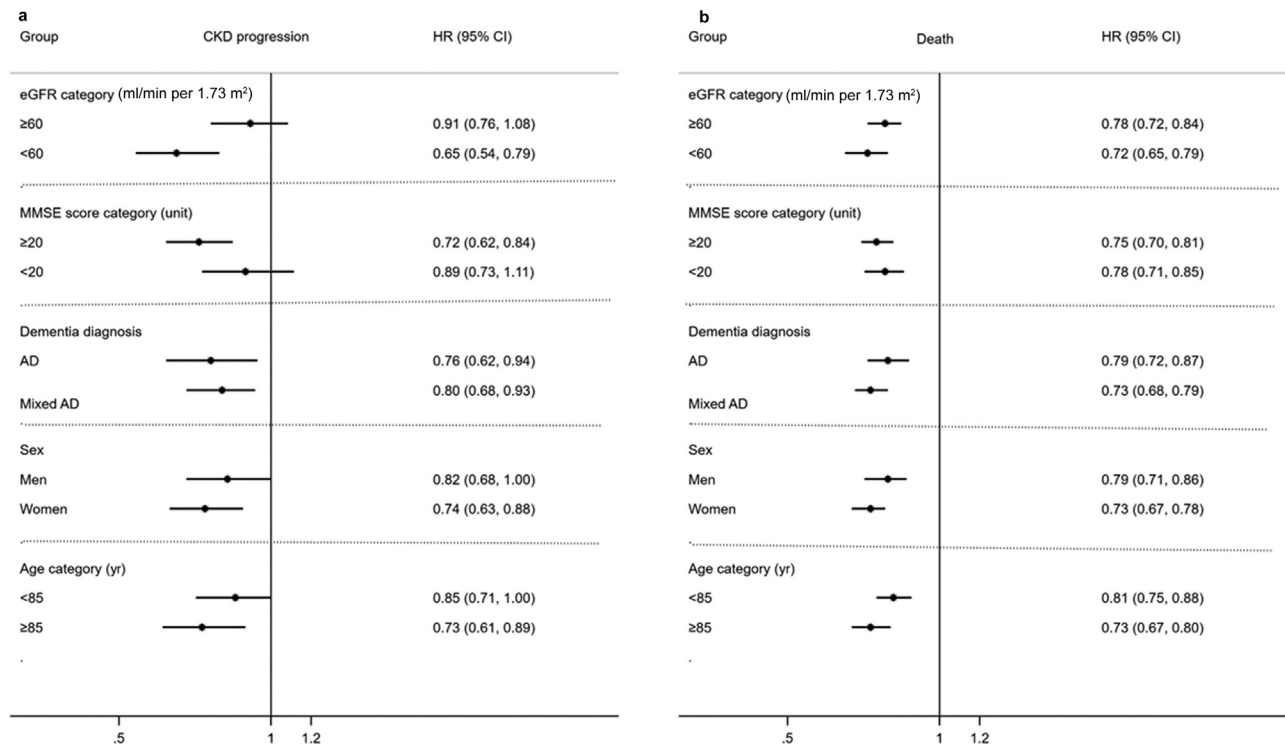 a
Group CKD progression HR (95% CI)
eGFR category (ml/min per 1.73 m²)
≥60 0.91 (0.76, 1.08)
<60 0.65 (0.54, 0.79)
MMSE score category (unit)
≥20 0.72 (0.62, 0.84)
<20 0.89 (0.73, 1.11)
Dementia diagnosis
AD 0.76 (0.62, 0.94)
0.80 (0.68, 0.93)
Mixed AD
Sex
Men 0.82 (0.68, 1.00)
Women 0.74 (0.63, 0.88)
Age category (yr)
<85 0.85 (0.71, 1.00)
≥85 0.73 (0.61, 0.89)
.5 1 1.2
b
Group Death HR (95% CI)
eGFR category (ml/min per 1.73 m²)
≥60 0.78 (0.72, 0.84)
<60 0.72 (0.65, 0.79)
MMSE score category (unit)
≥20 0.75 (0.70, 0.81)
<20 0.78 (0.71, 0.85)
Dementia diagnosis
AD 0.79 (0.72, 0.87)
0.73 (0.68, 0.79)
Mixed AD
Sex
Men 0.79 (0.71, 0.86)
Women 0.73 (0.67, 0.78)
Age category (yr)
<85 0.81 (0.75, 0.88)
≥85 0.73 (0.67, 0.80)
.5 1 1.2